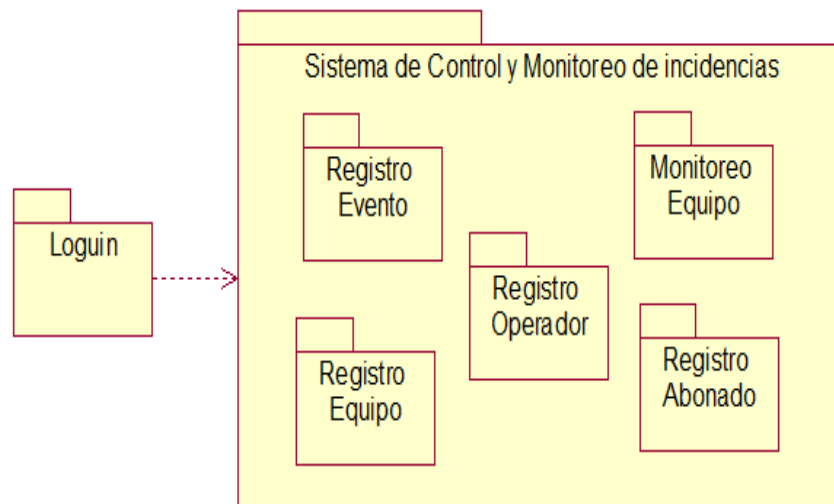 Sistema de Control y Monitoreo de incidencias
Registro
Evento
Monitoreo
Equipo
Loguin
Registro
Operador
Registro
Equipo
Registro
Abonado